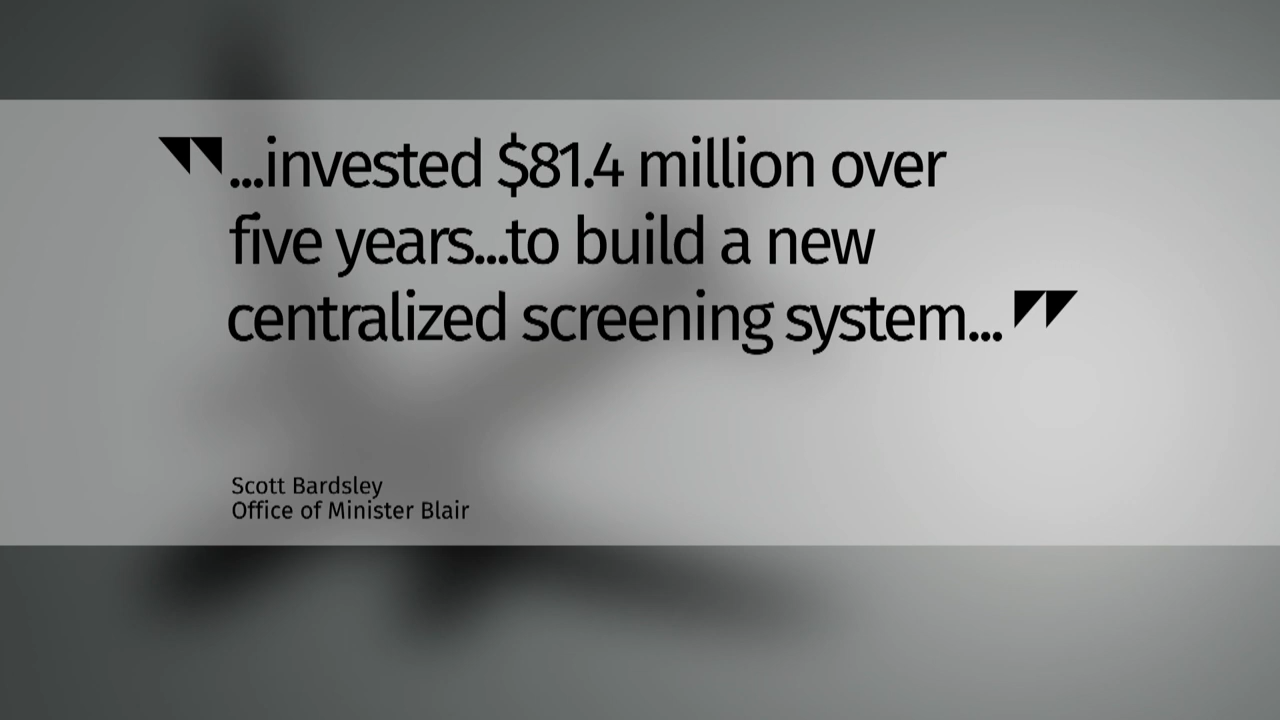 "...invested $81.4 million over
five years...to build a new
centralized screening system..."
Scott Bardsley
Office of Minister Blair